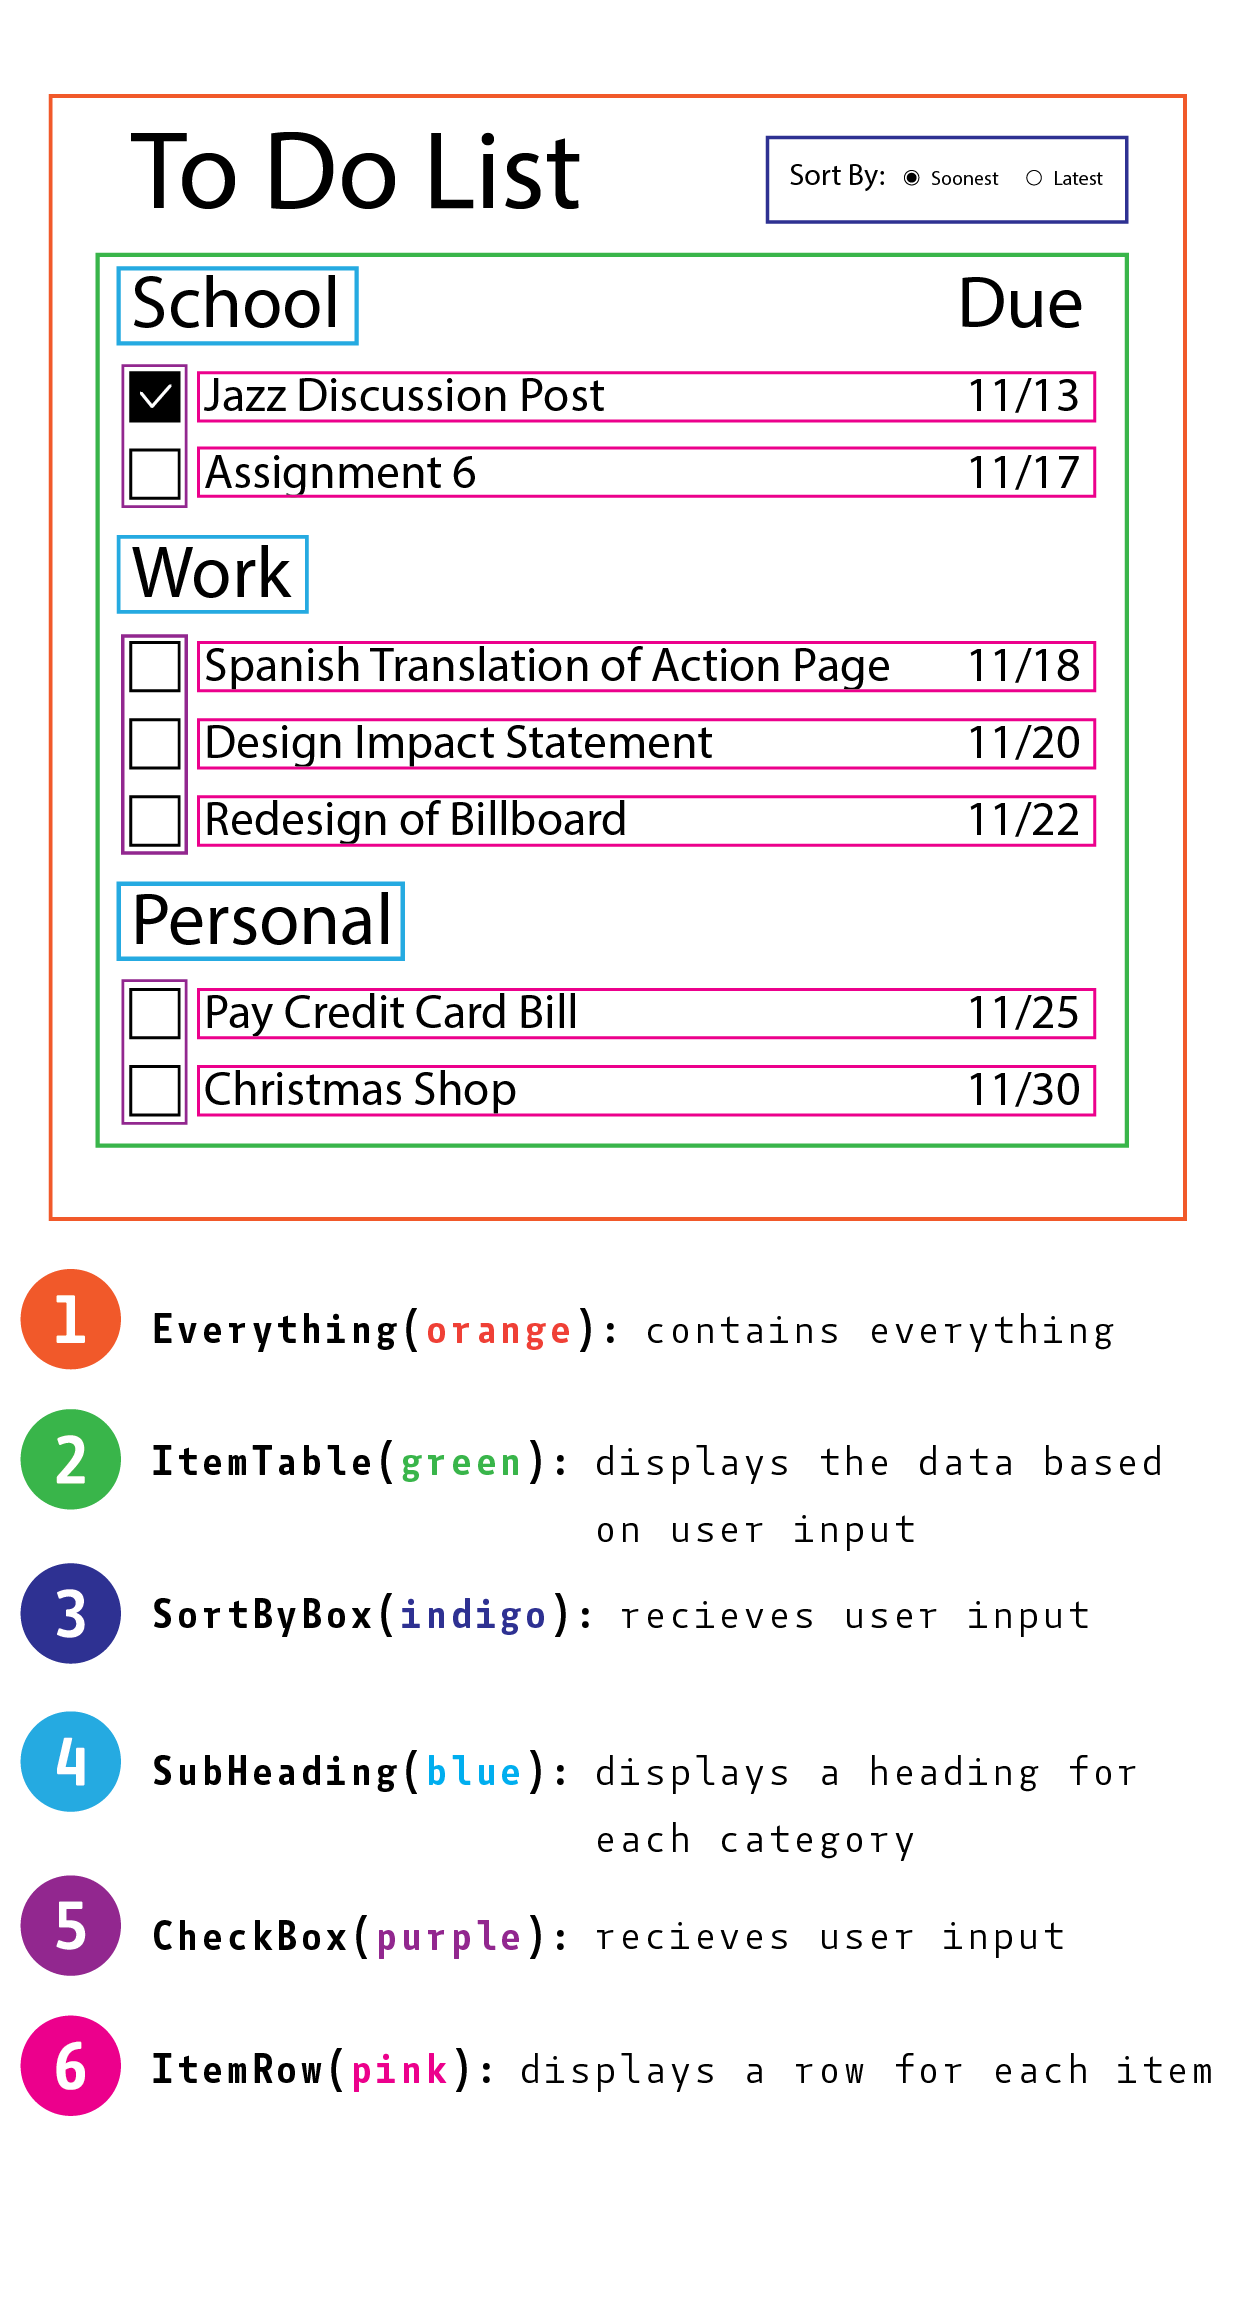 To Do List
Sort By: Soonest Latest
School Due
Jazz Discussion Post 11/13
Assignment 6 11/17
Work
Spanish Translation of Action Page 11/18
Design Impact Statement 11/20
Redesign of Billboard 11/22
Personal
Pay Credit Card Bill 11/25
Christmas Shop 11/30
1 Everything(orange): contains everything
2 ItemTable(green): displays the data based
on user input
3 SortByBox(indigo): recieves user input
4 SubHeading(blue): displays a heading for
each category
5 CheckBox(purple): recieves user input
6 ItemRow(pink): displays a row for each item